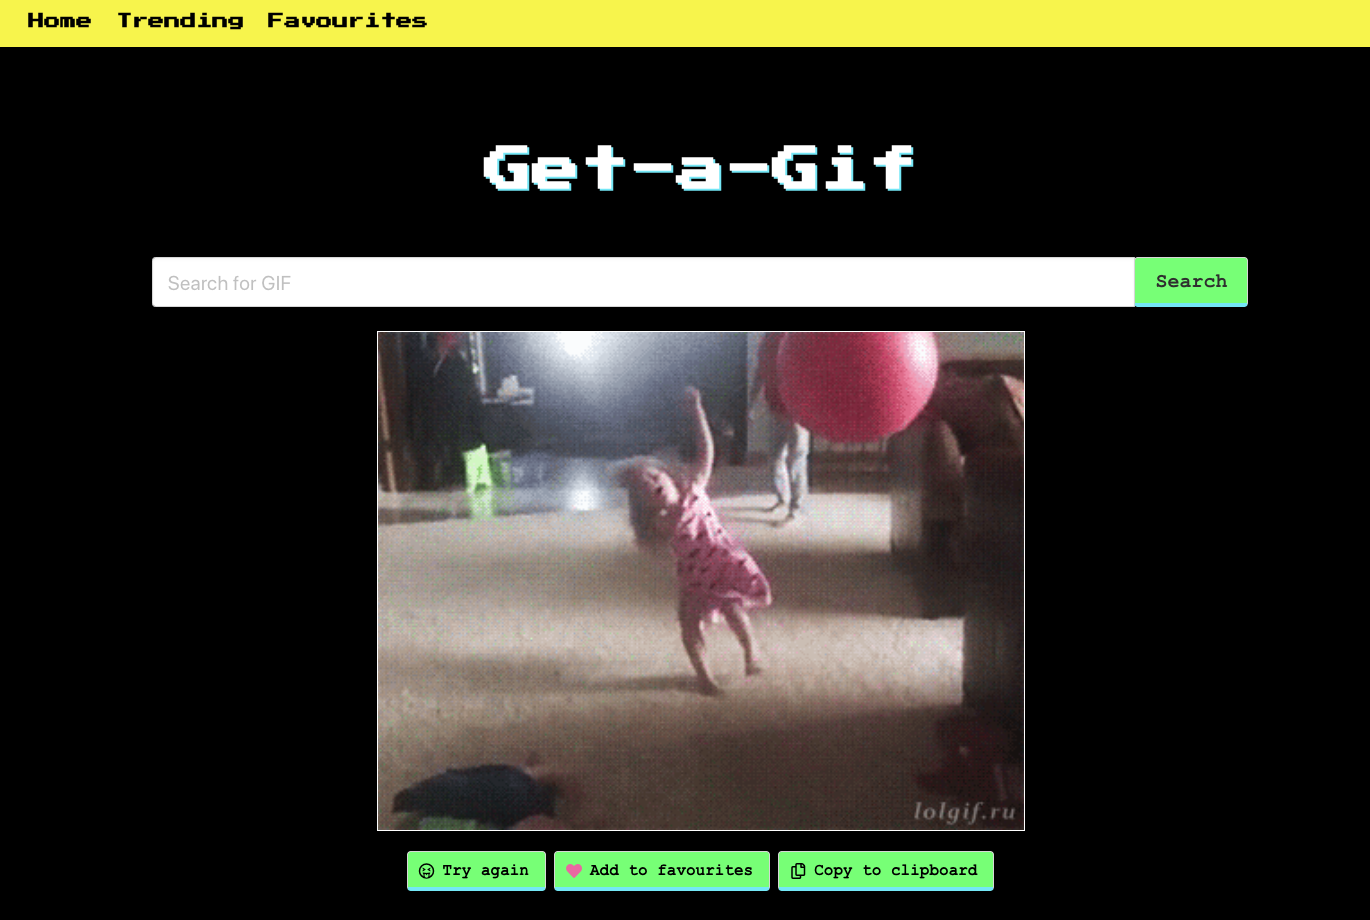 Home Trending Favourites
Get-a-Gif
Search for GIF Search
lolgif.ru
Try again Add to favourites Copy to clipboard